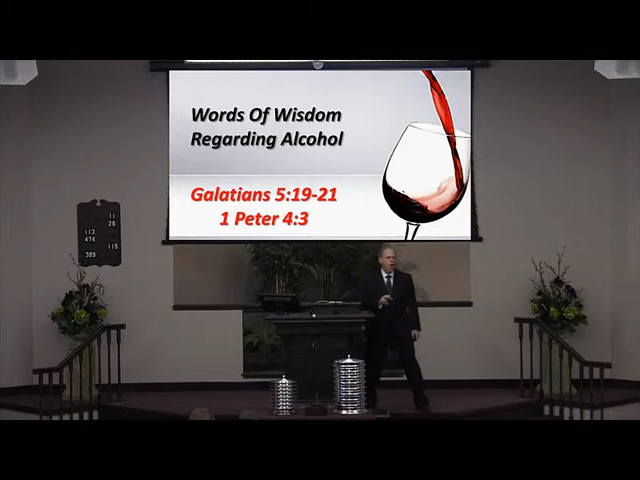 Words Of Wisdom
Regarding Alcohol
Galatians 5:19-21
1 Peter 4:3
11
28
113
474
115
389